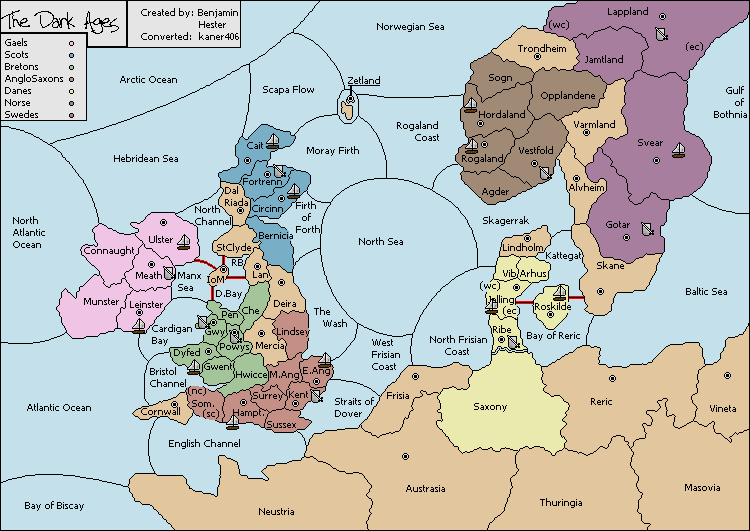 The Dark Ages
Created by: Benjamin
Hester
Converted: kaner406
Gaels
Scots
Bretons
AngloSaxons
Danes
Norse
Swedes
Norwegian Sea
Lappland
(wc)
(ec)
Trondheim
Jamtland
Arctic Ocean
Scapa Flow
Zetland
Sogn
Opplandene
Gulf
of
Bothnia
Hordaland
Varmland
Rogaland
Coast
Cait
Moray Firth
Svear
Hebridean Sea
Rogaland
Vestfold
Fortrenn
Agder
Alvheim
Dal
Riada
Circinn
North
Channel
Firth
of
Forth
North
Atlantic
Ocean
Skagerrak
Gotar
Ulster
Bernicia
Connaught
StClyde
North Sea
Lindholm
Kattegat
RB
Skane
Meath
Manx
Sea
IoM
Lan
Vib/Arhus
(wc)
Baltic Sea
Munster
Leinster
D.Bay
Deira
Jelling
(ec)
Roskilde
Che
Pen
The
Wash
Cardigan
Bay
Gwy
Lindsey
Ribe
Bay of Reric
Mercia
Powys
West
Frisian
Coast
North Frisian
Coast
Dyfed
Gwent
Bristol
Channel
Hwicce
M.Ang
E.Ang
(nc)
Som.
(sc)
Surrey
Kent
Frisia
Reric
Vineta
Atlantic Ocean
Cornwall
Hampt.
Straits of
Dover
Saxony
Sussex
English Channel
Austrasia
Masovia
Thuringia
Bay of Biscay
Neustria